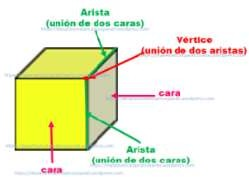 Arista
(unión de dos caras)
Vértice
(unión de dos aristas)
cara
Arista
(unión de dos caras)
cara